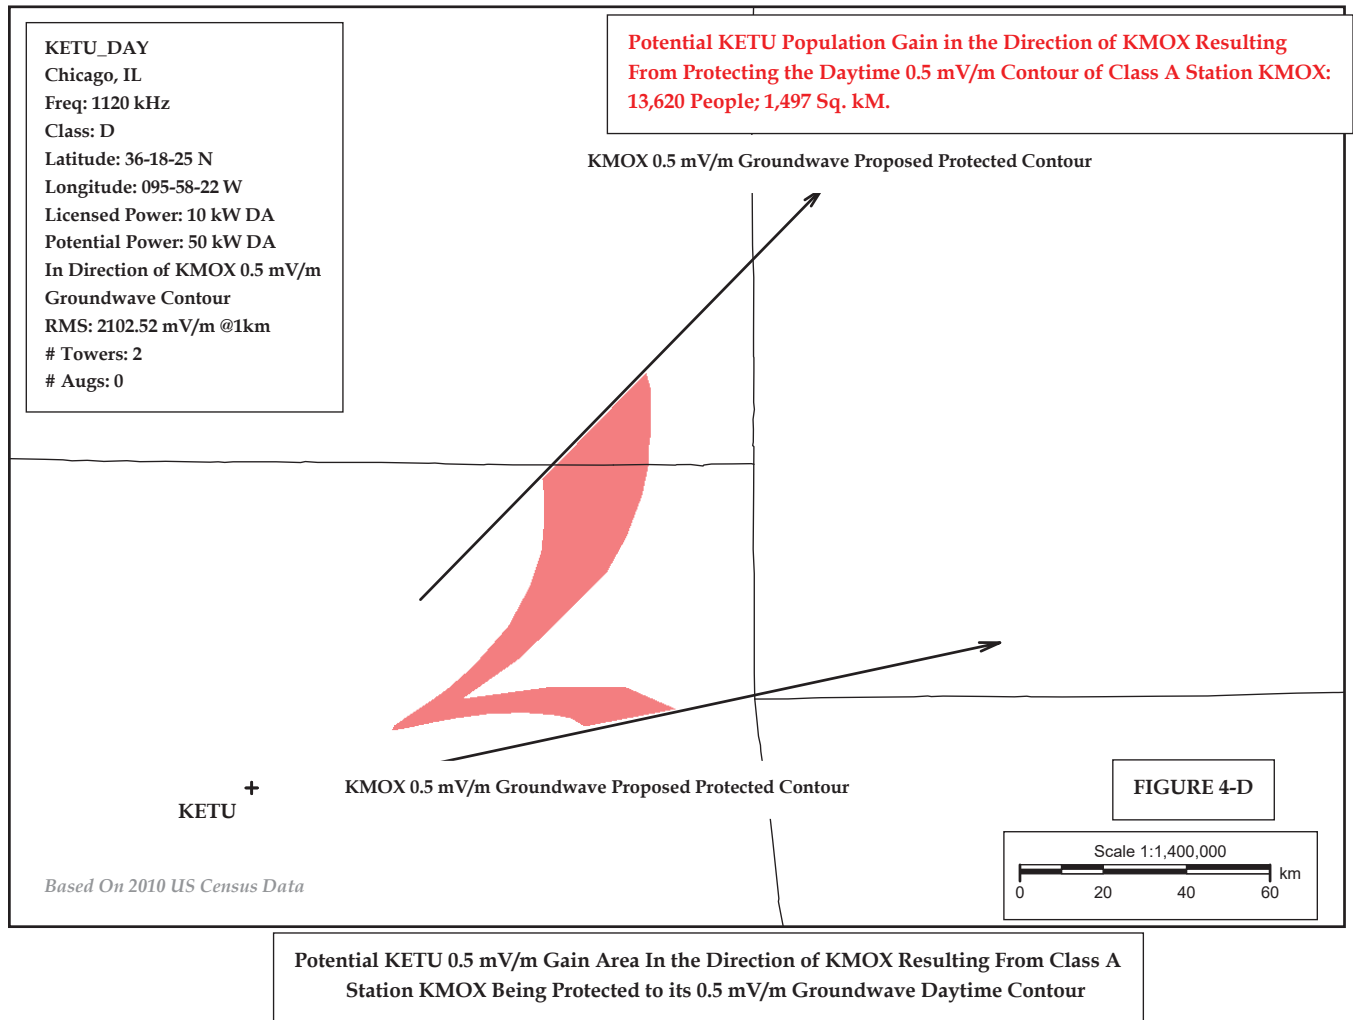 KETU_DAY
Chicago, IL
Freq: 1120 kHz
Class: D
Latitude: 36-18-25 N
Longitude: 095-58-22 W
Licensed Power: 10 kW DA
Potential Power: 50 kW DA
In Direction of KMOX 0.5 mV/m
Groundwave Contour
RMS: 2102.52 mV/m @1km
# Towers: 2
# Augs: 0
Potential KETU Population Gain in the Direction of KMOX Resulting
From Protecting the Daytime 0.5 mV/m Contour of Class A Station KMOX:
13,620 People; 1,497 Sq. kM.
KMOX 0.5 mV/m Groundwave Proposed Protected Contour
KMOX 0.5 mV/m Groundwave Proposed Protected Contour
KETU
FIGURE 4-D
Scale 1:1,400,000
km
0 20 40 60
Based On 2010 US Census Data
Potential KETU 0.5 mV/m Gain Area In the Direction of KMOX Resulting From Class A
Station KMOX Being Protected to its 0.5 mV/m Groundwave Daytime Contour